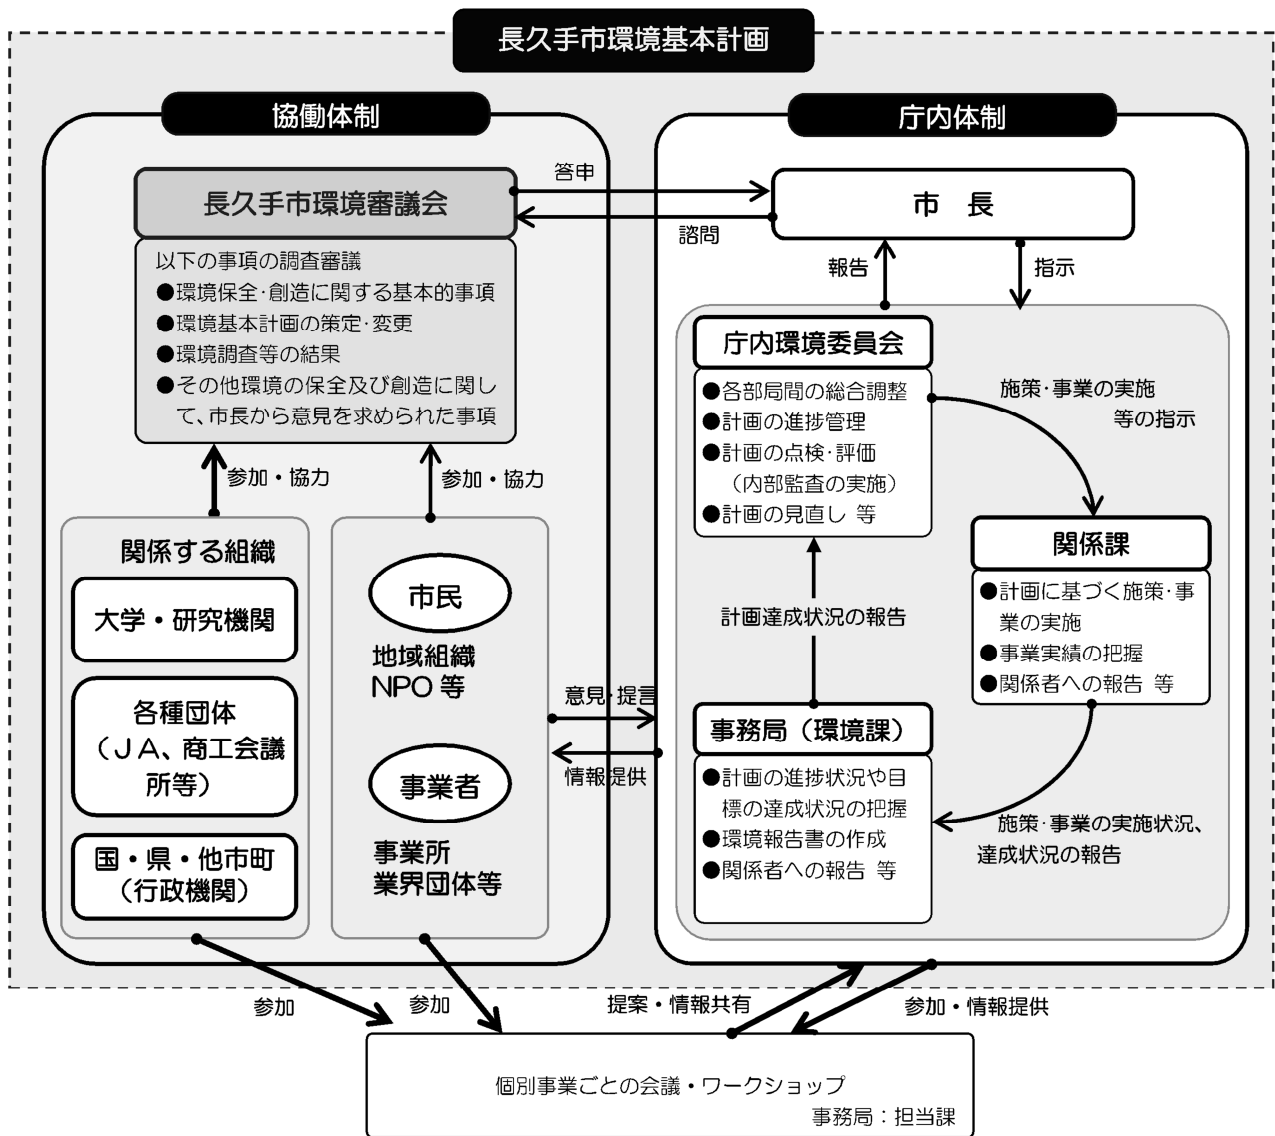 長久手市環境基本計画
協働体制
長久手市環境審議会
以下の事項の調査審議
●環境保全・創造に関する基本的事項
●環境基本計画の策定・変更
●環境調査等の結果
●その他環境の保全及び創造に関し
て、市長から意見を求められた事項
参加・協力
参加・協力
関係する組織
大学・研究機関
各種団体
（ＪＡ、商工会議
所等）
国・県・他市町
（行政機関）
市民
地域組織
NPO 等
事業者
事業所
業界団体等
答申
諮問
意見・提言
情報提供
庁内体制
市　長
報告
指示
庁内環境委員会
●各部局間の総合調整
●計画の進捗管理
●計画の点検・評価
（内部監査の実施）
●計画の見直し 等
施策・事業の実施
等の指示
関係課
●計画に基づく施策・事
業の実施
●事業実績の把握
●関係者への報告 等
計画達成状況の報告
事務局（環境課）
●計画の進捗状況や目
標の達成状況の把握
●環境報告書の作成
●関係者への報告 等
施策・事業の実施状況、
達成状況の報告
参加
参加
提案・情報共有
参加・情報提供
個別事業ごとの会議・ワークショップ
事務局：担当課